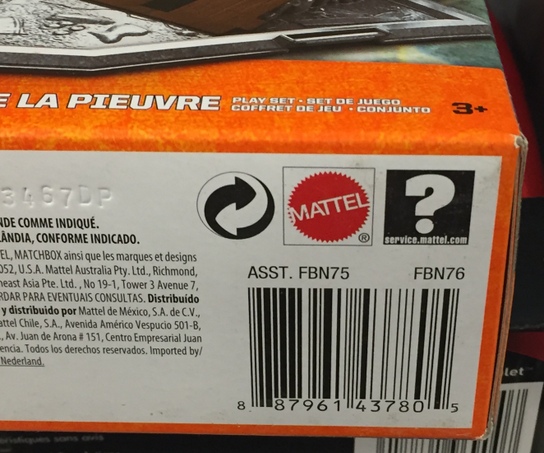 E LA PIEUVRE
PLAY SET • SET DE JUEGO
COFFRET DE JEU • CONJUNTO
3+
3467DP
NDE COMME INDIQUÉ.
LÂNDIA, CONFORME INDICADO.
EL, MATCHBOX ainsi que les marques et designs
052, U.S.A. Mattel Australia Pty. Ltd., Richmond,
heast Asia Pte. Ltd., No 19-1, Tower 3 Avenue 7,
RDAR PARA EVENTUAIS CONSULTAS. Distribuído
y distribuido por Mattel de México, S.A. de C.V.,
attel Chile, S.A., Avenida Américo Vespucio 501-B,
., Av. Juan de Arona # 151, Centro Empresarial Juan
encia. Todos los derechos reservados. Imported by/
Nederland.
MATTEL
®
?
service.mattel.com
ASST. FBN75
FBN76
8 87961 43780 5
let